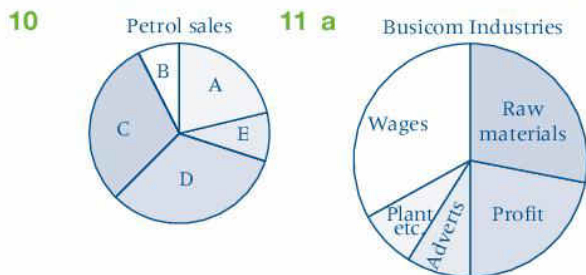 10
Petrol sales
A
B
C
D
E
11 a
Busicom Industries
Wages
Raw
materials
Plant
etc.
Adverts
Profit